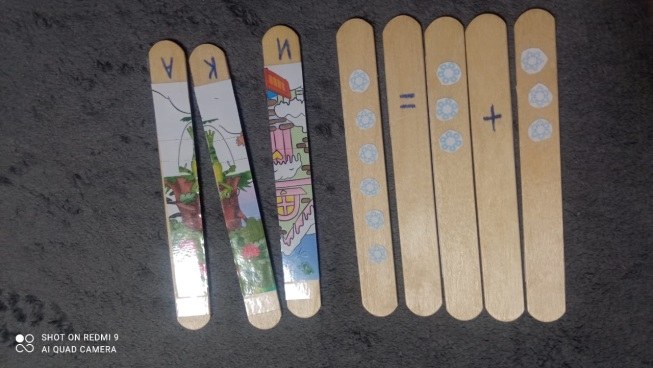 + =
И К А
SHOT ON REDMI 9
AI QUAD CAMERA